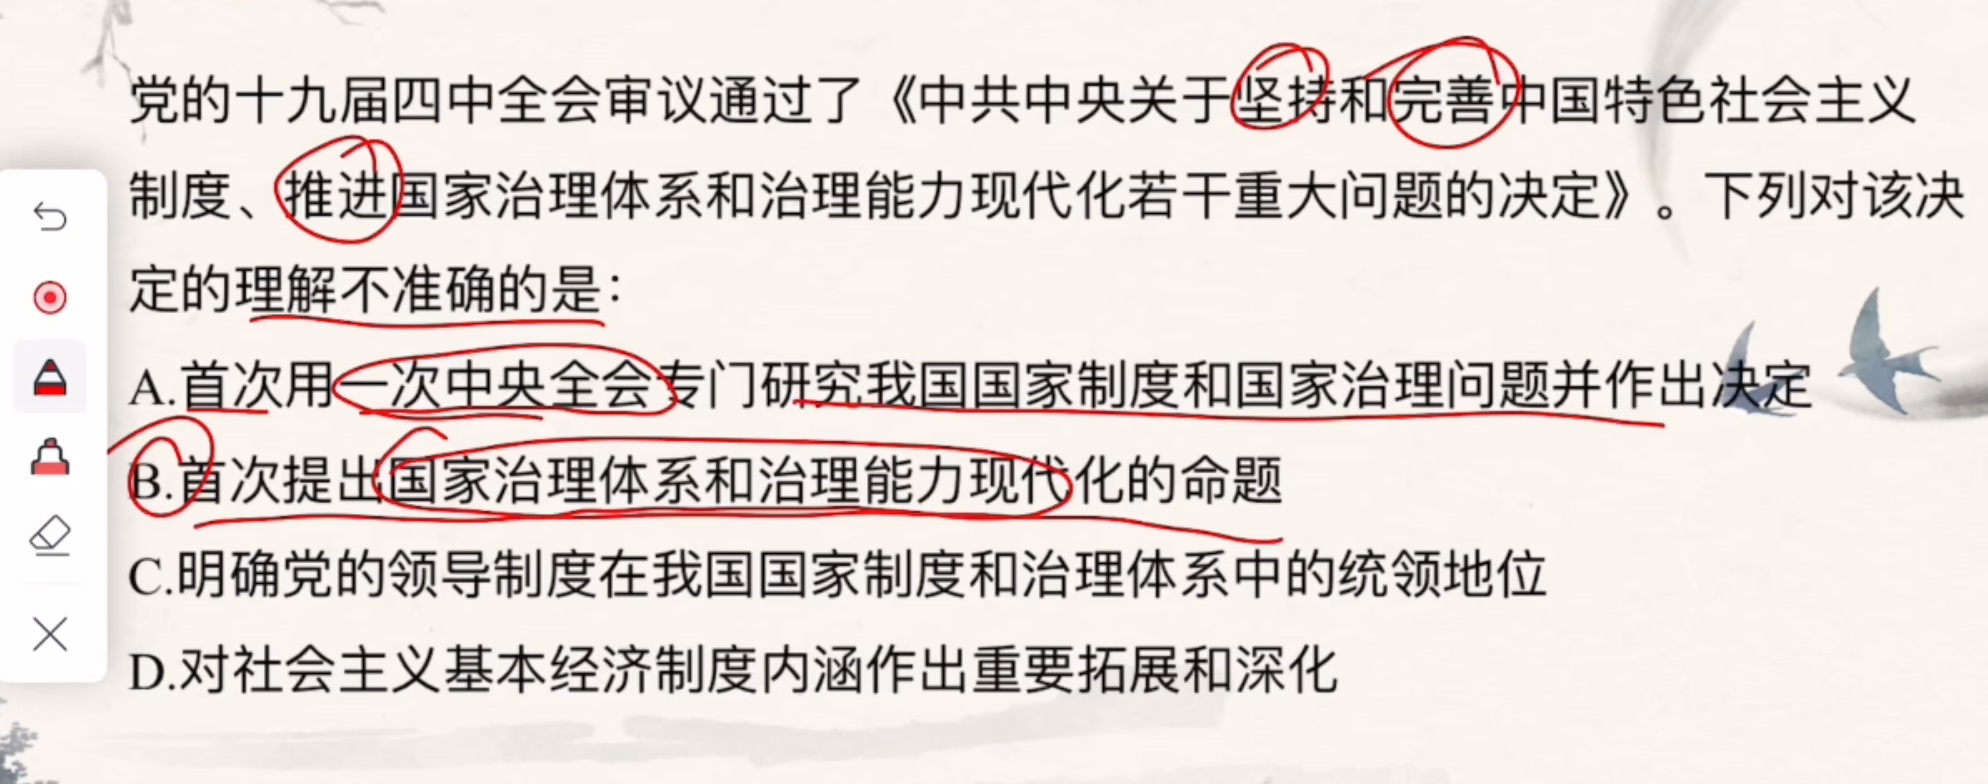 党的十九届四中全会审议通过了《中共中央关于坚持和完善中国特色社会主义
制度、推进国家治理体系和治理能力现代化若干重大问题的决定》。下列对该决
定的理解不准确的是：
A.首次用一次中央全会专门研究我国国家制度和国家治理问题并作出决定
B.首次提出国家治理体系和治理能力现代化的命题
C.明确党的领导制度在我国国家制度和治理体系中的统领地位
D.对社会主义基本经济制度内涵作出重要拓展和深化